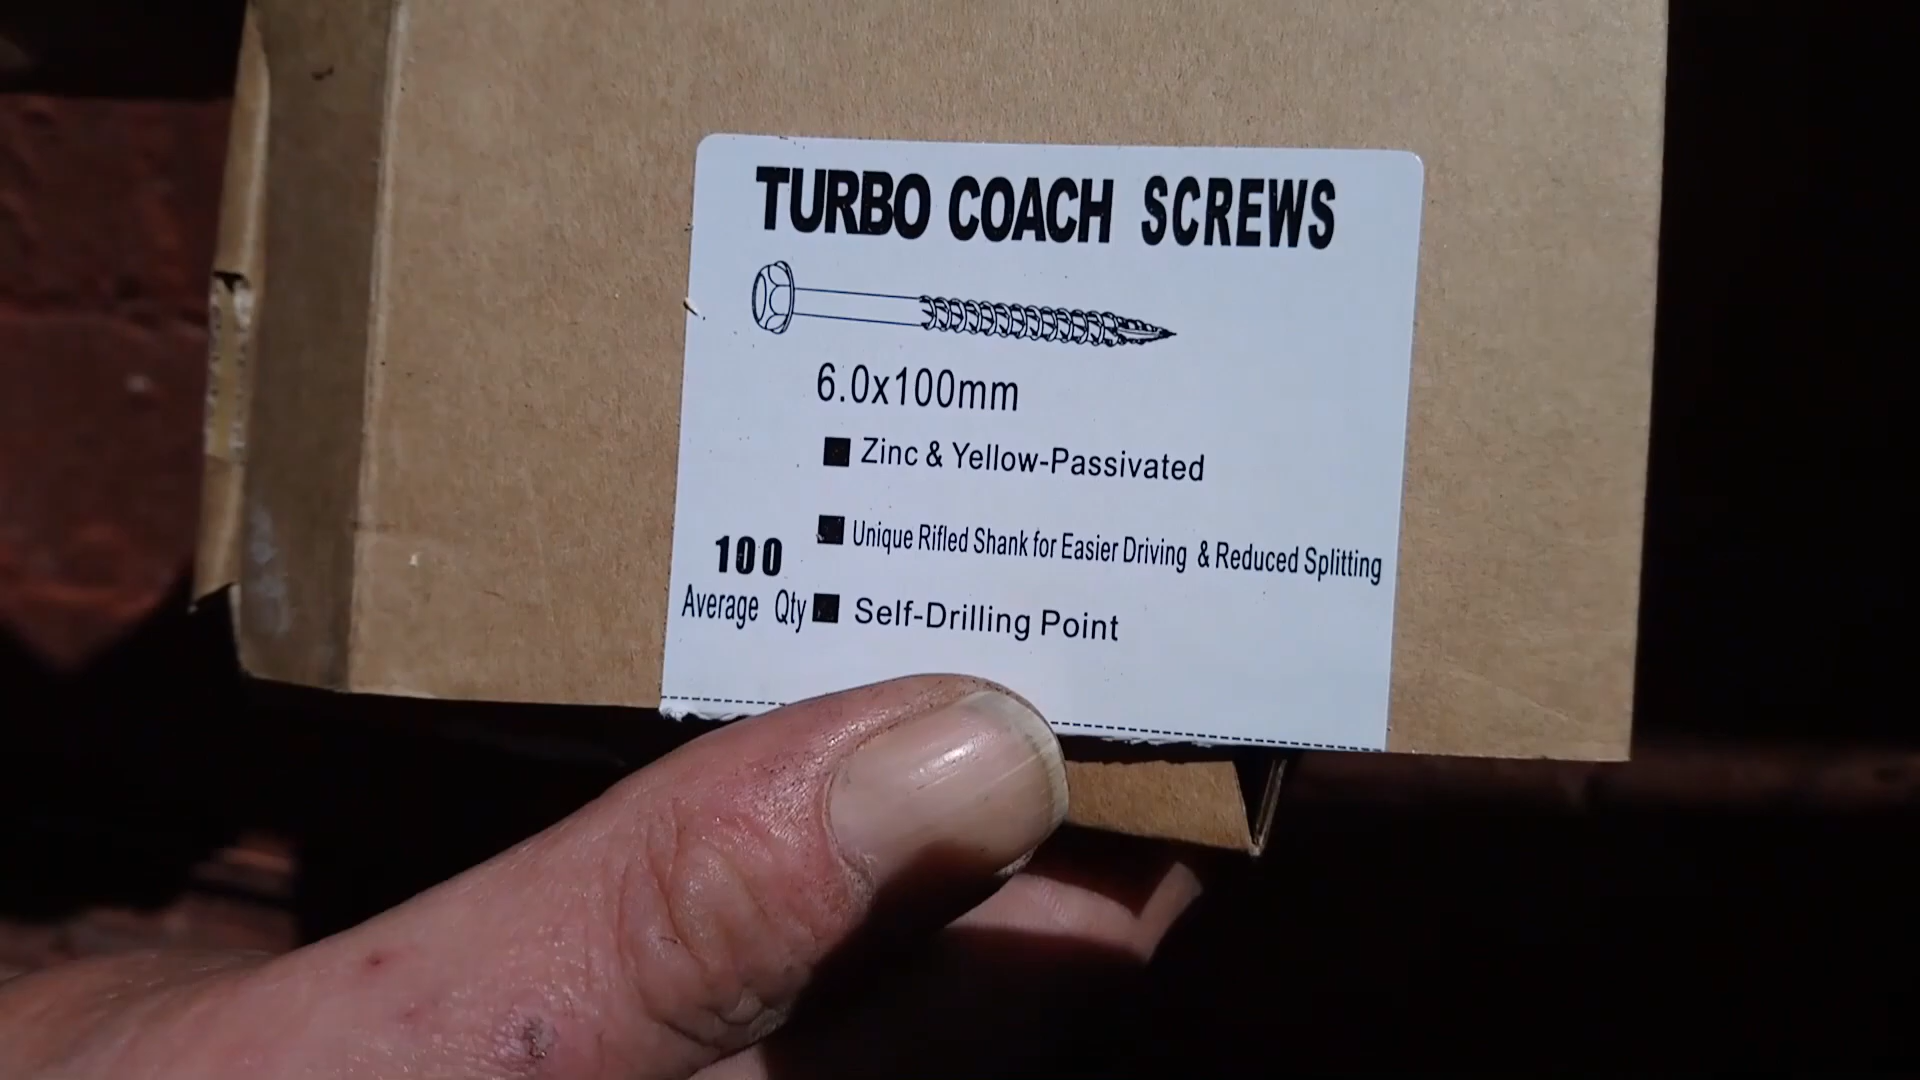 TURBO COACH SCREWS
6.0x100mm
■ Zinc & Yellow-Passivated
■ Unique Rifled Shank for Easier Driving & Reduced Splitting
100
Average Qty
■ Self-Drilling Point